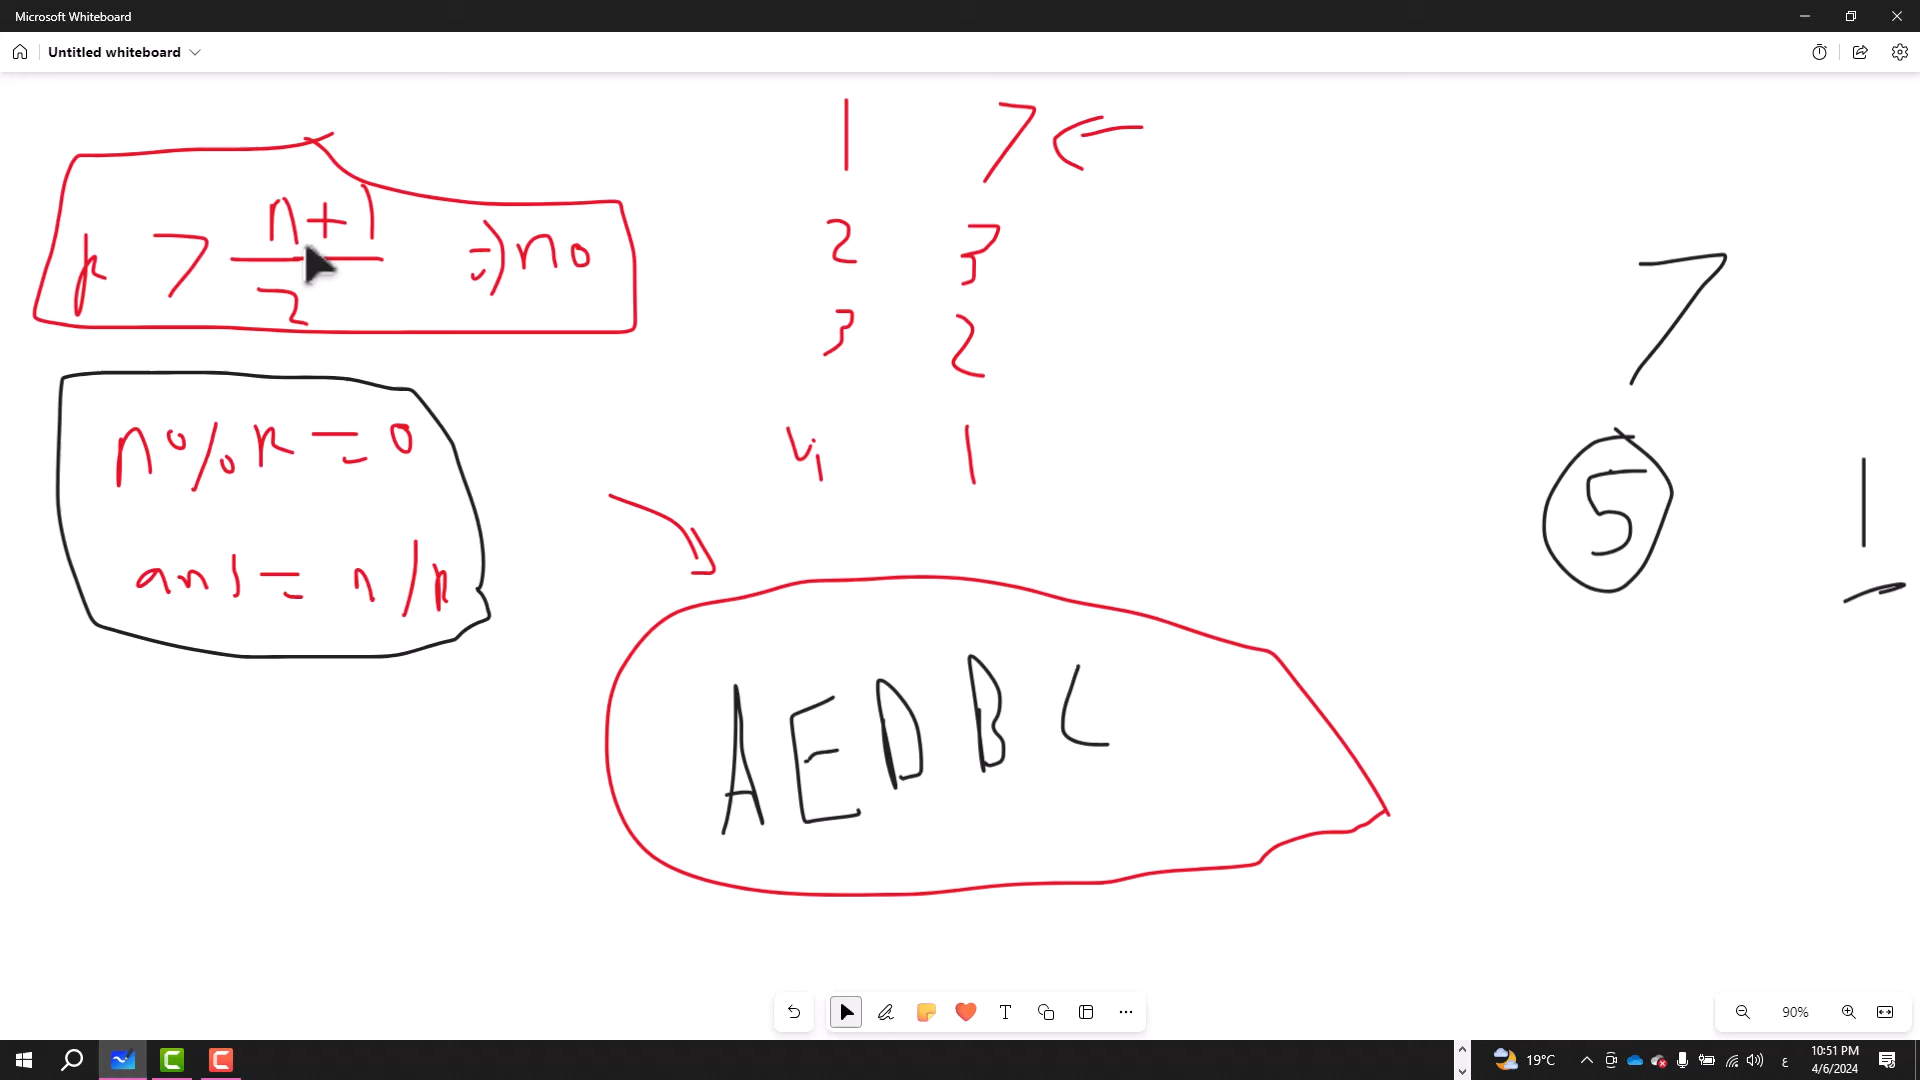 Microsoft Whiteboard
Untitled whiteboard
k > n+1 / 2 => no
n%k = 0
ans = n/k
1 7
2 3
3 2
4 1
AEDBC
7
5 1
90%
19°C
ع
10:51 PM
4/6/2024